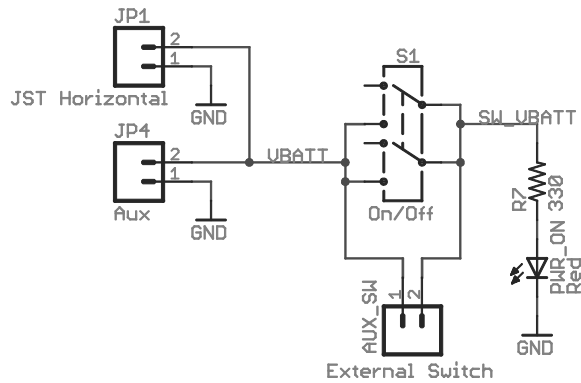 JP1
2
1
JST Horizontal
GND
JP4
2
1
Aux
GND
VBATT
S1
On/Off
SW_VBATT
R7
330
PWR_ON
Red
GND
AUX_SW
1
2
External Switch